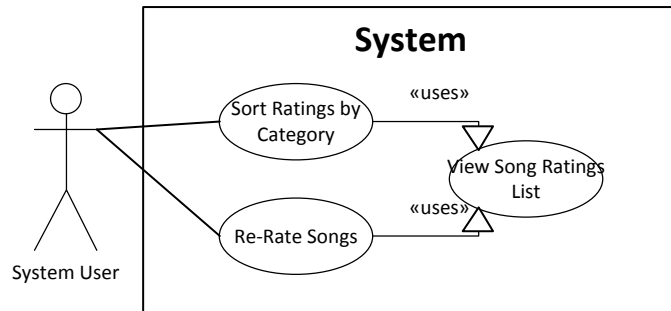 System
«uses»
Sort Ratings by
Category
View Song Ratings
List
«uses»
Re-Rate Songs
System User